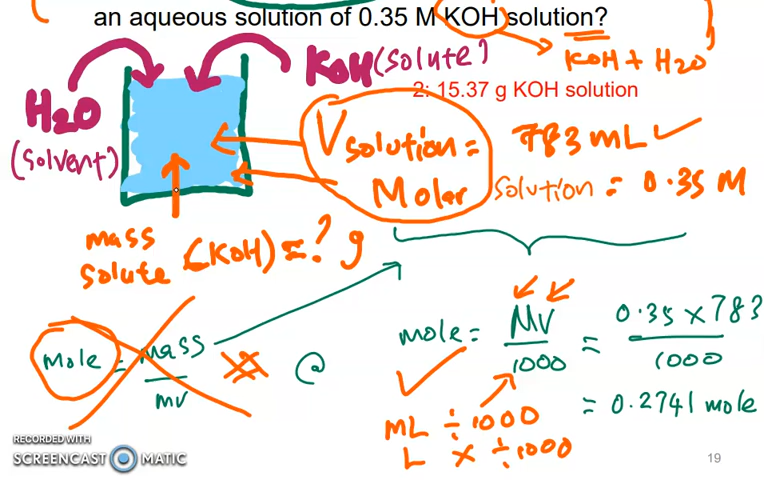 an aqueous solution of 0.35 M KOH solution?
KOH (solute)
KOH + H2O
2: 15.37 g KOH solution
H2O
(solvent)
V solution = 783 mL ✓
Molar solution = 0.35 M
mass
solute (KOH) = ? g
mole = mass / mv
@
mole = MV / 1000 = 0.35 × 783 / 1000
= 0.2741 mole
ML ÷ 1000
L × ÷1000
RECORDED WITH
SCREENCAST MATIC
19